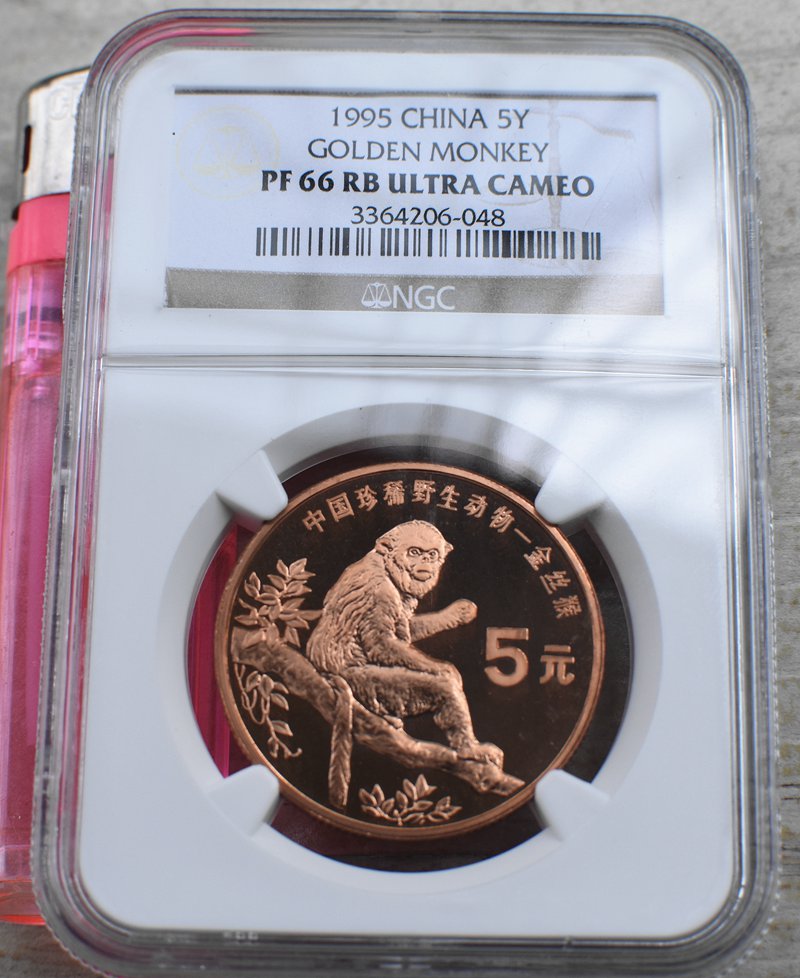 1995 CHINA 5Y
GOLDEN MONKEY
PF 66 RB ULTRA CAMEO
3364206-048
NGC
中国珍稀野生动物—金丝猴
5元